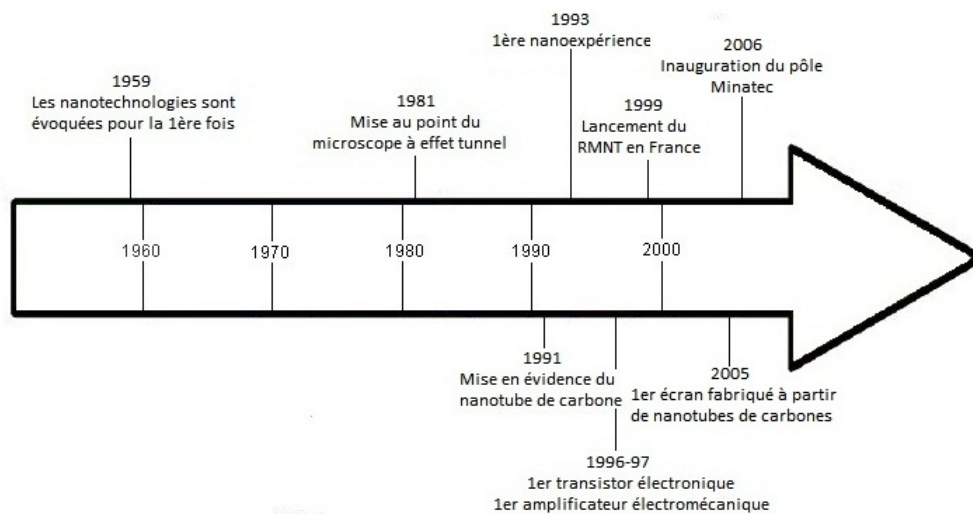 1959
Les nanotechnologies sont
évoquées pour la 1ère fois
1981
Mise au point du
microscope à effet tunnel
1993
1ère nanoexpérience
1999
Lancement du
RMNT en France
2006
Inauguration du pôle
Minatec
1960
1970
1980
1990
2000
1991
Mise en évidence du
nanotube de carbone
1996-97
1er transistor électronique
1er amplificateur électromécanique
2005
1er écran fabriqué à partir
de nanotubes de carbones